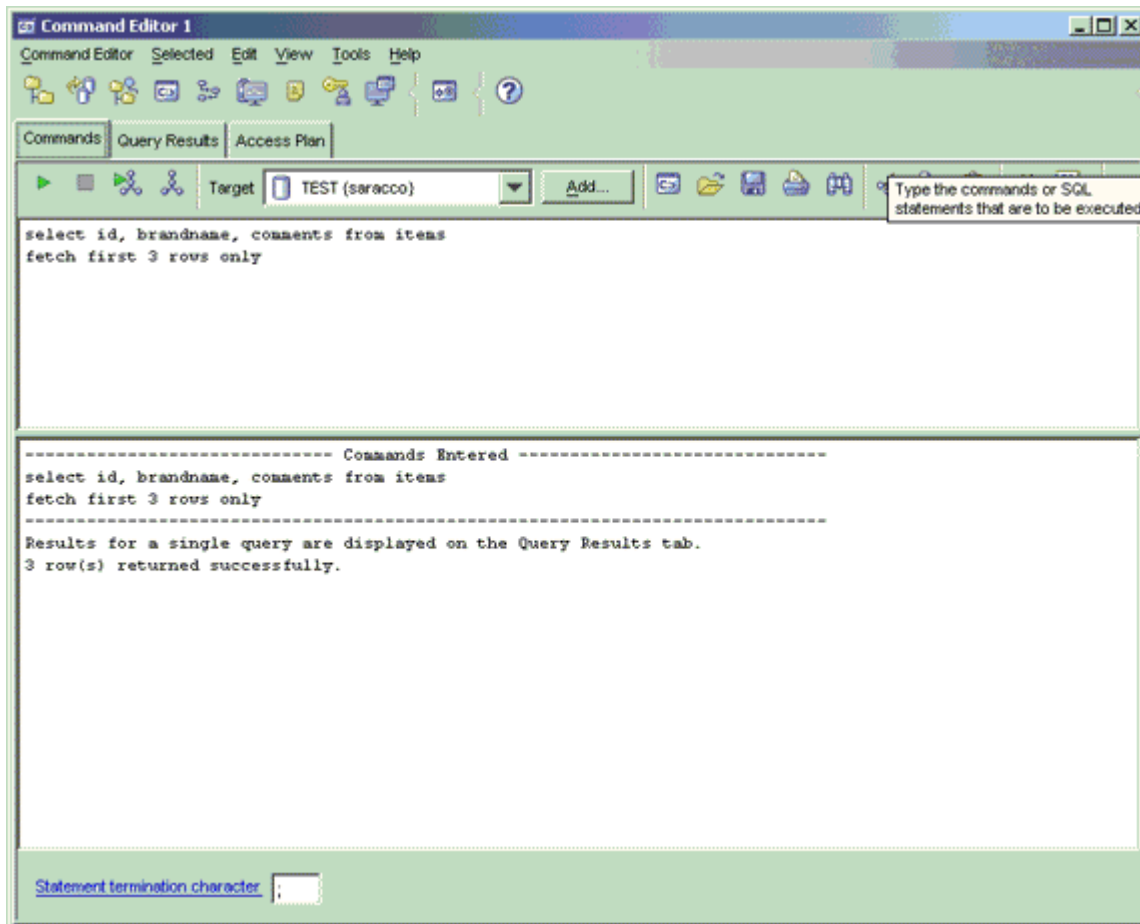 Command Editor 1
Command Editor Selected Edit View Tools Help
Commands Query Results Access Plan
Target TEST (saracco) Add...
Type the commands or SQL
statements that are to be executed
select id, brandname, comments from items
fetch first 3 rows only
------------------------------ Commands Entered ------------------------------
select id, brandname, comments from items
fetch first 3 rows only
------------------------------------------------------------------------------
Results for a single query are displayed on the Query Results tab.
3 row(s) returned successfully.
Statement termination character ;